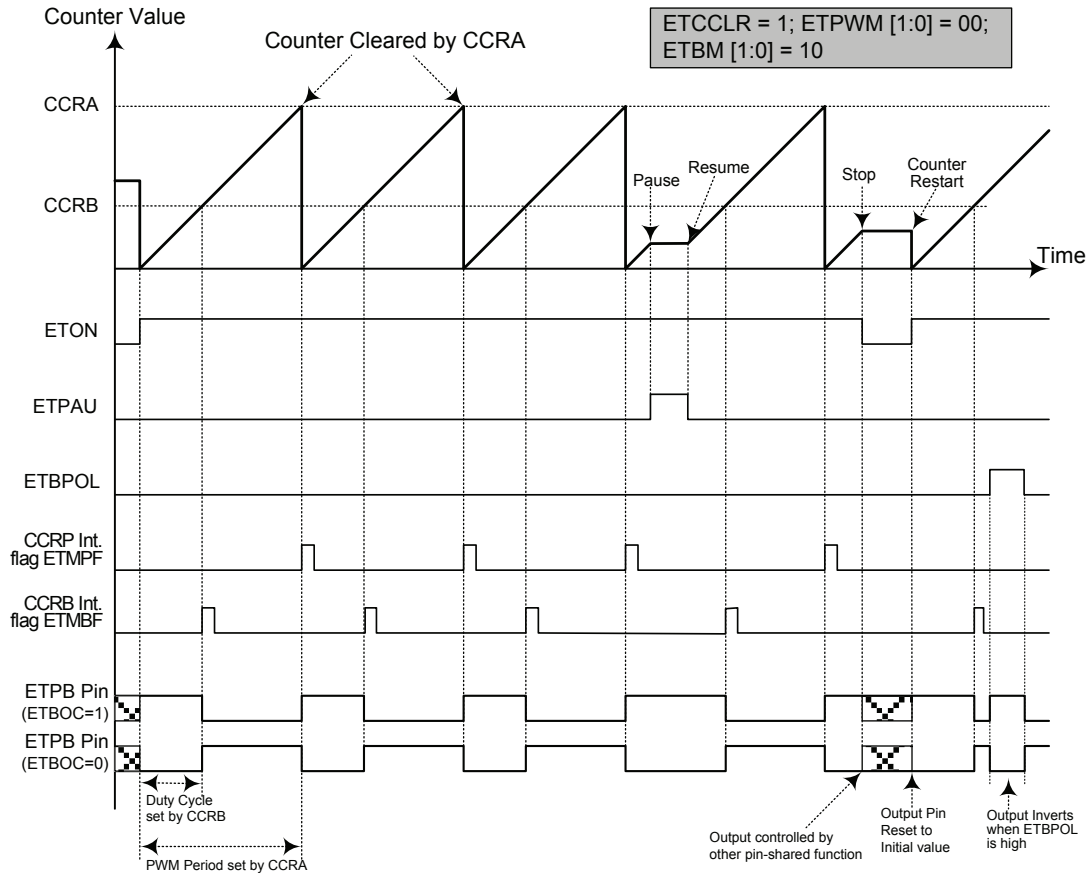 Counter Value
ETCCLR = 1; ETPWM [1:0] = 00;
ETBM [1:0] = 10
Counter Cleared by CCRA
CCRA
Pause
Resume
Stop
Counter
Restart
CCRB
Time
ETON
ETPAU
ETBPOL
CCRP Int.
flag ETMPF
CCRB Int.
flag ETMBF
ETPB Pin
(ETBOC=1)
ETPB Pin
(ETBOC=0)
Duty Cycle
set by CCRB
PWM Period set by CCRA
Output controlled by
other pin-shared function
Output Pin
Reset to
Initial value
Output Inverts
when ETBPOL
is high